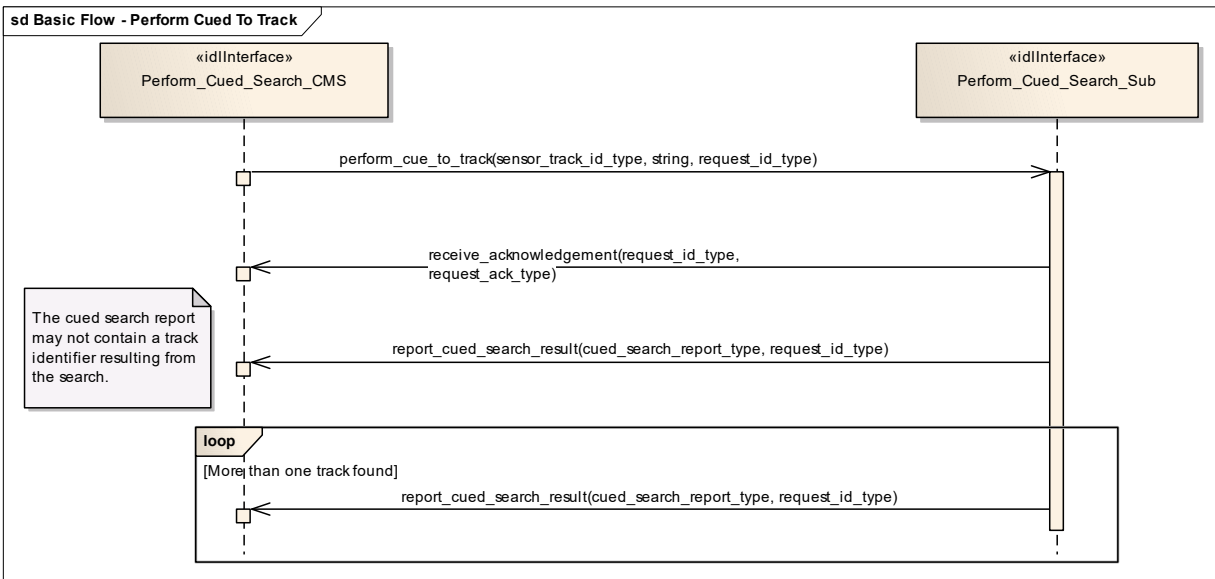 sd Basic Flow - Perform Cued To Track
«idlInterface»
Perform_Cued_Search_CMS
«idlInterface»
Perform_Cued_Search_Sub
perform_cue_to_track(sensor_track_id_type, string, request_id_type)
receive_acknowledgement(request_id_type,
request_ack_type)
The cued search report
may not contain a track
identifier resulting from
the search.
report_cued_search_result(cued_search_report_type, request_id_type)
loop
[More than one track found]
report_cued_search_result(cued_search_report_type, request_id_type)